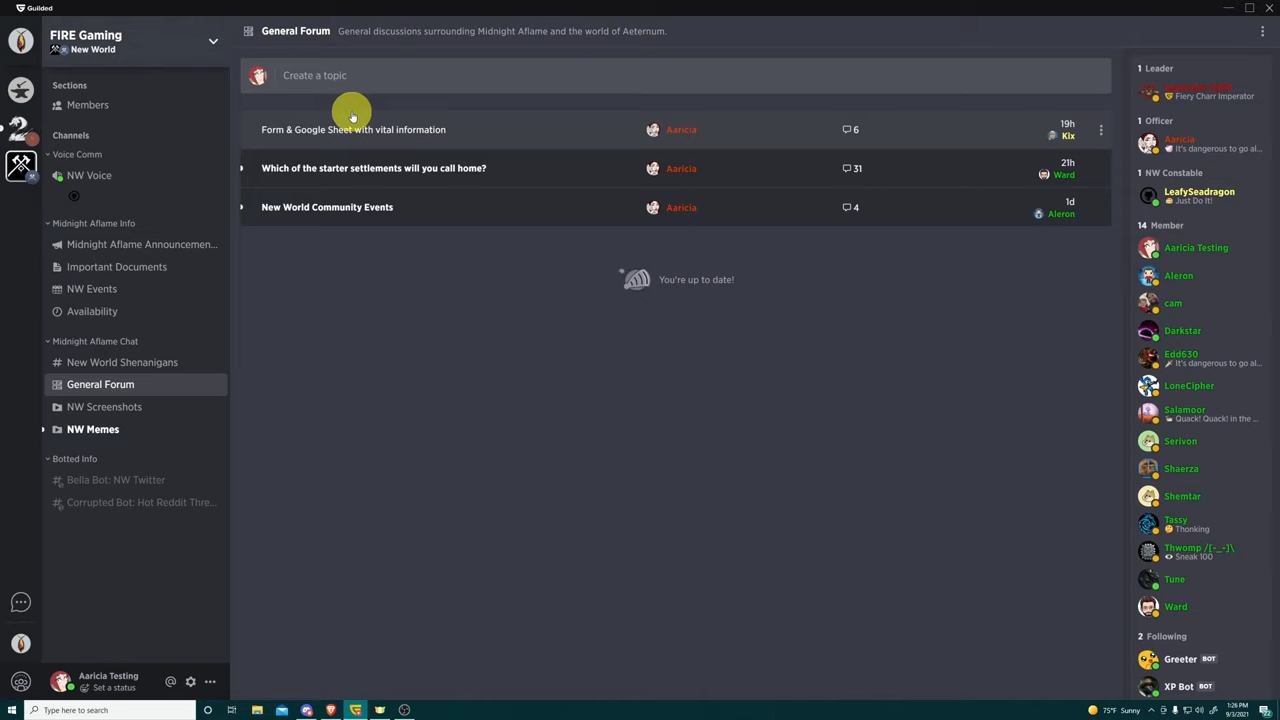 Guilded
FIRE Gaming
New World
Sections
Members
Channels
Voice Comm
NW Voice
Midnight Aflame Info
Midnight Aflame Announcemen...
Important Documents
NW Events
Availability
Midnight Aflame Chat
# New World Shenanigans
General Forum
NW Screenshots
NW Memes
Botted Info
Bella Bot: NW Twitter
Corrupted Bot: Hot Reddit Thre...
Aaricia Testing
Set a status
General Forum General discussions surrounding Midnight Aflame and the world of Aeternum.
Create a topic
Form & Google Sheet with vital information Aaricia 6 19h
Kix
Which of the starter settlements will you call home? Aaricia 31 21h
Ward
New World Community Events Aaricia 4 1d
Aleron
You're up to date!
1 Leader
Fiery Charr Imperator
1 Officer
Aaricia
It's dangerous to go al...
1 NW Constable
LeafySeadragon
Just Do It!
14 Member
Aaricia Testing
Aleron
cam
Darkstar
Edd630
It's dangerous to go al...
LoneCipher
Salamoor
Quack! Quack! in the ...
Serivon
Shaerza
Shemtar
Tassy
Thonking
Thwomp /[-_-]\
Sneak 100
Tune
Ward
2 Following
Greeter BOT
XP Bot BOT
Type here to search
75°F Sunny
1:26 PM
9/3/2021